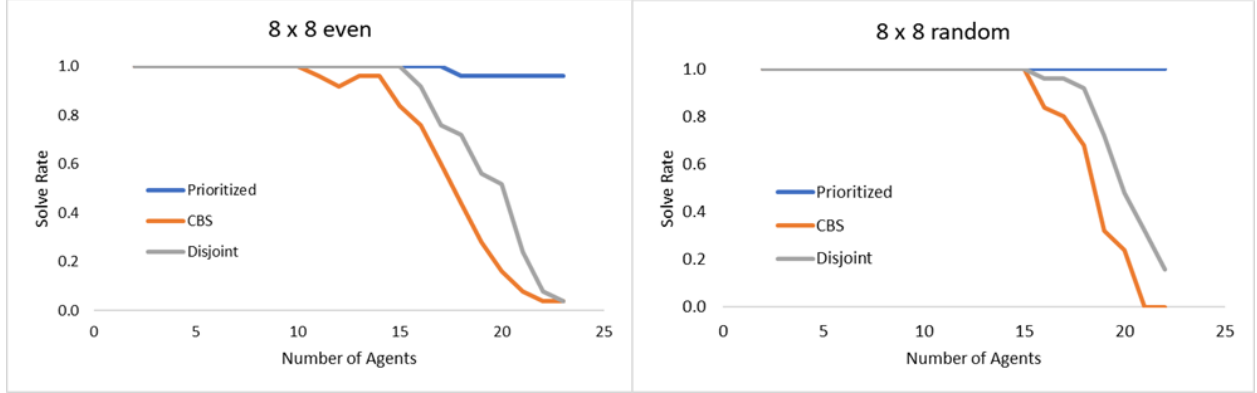 8 x 8 even
1.0
0.8
0.6
0.4
0.2
0.0
Solve Rate
Prioritized
CBS
Disjoint
0 5 10 15 20 25
Number of Agents
8 x 8 random
1.0
0.8
0.6
0.4
0.2
0.0
Solve Rate
Prioritized
CBS
Disjoint
0 5 10 15 20 25
Number of Agents